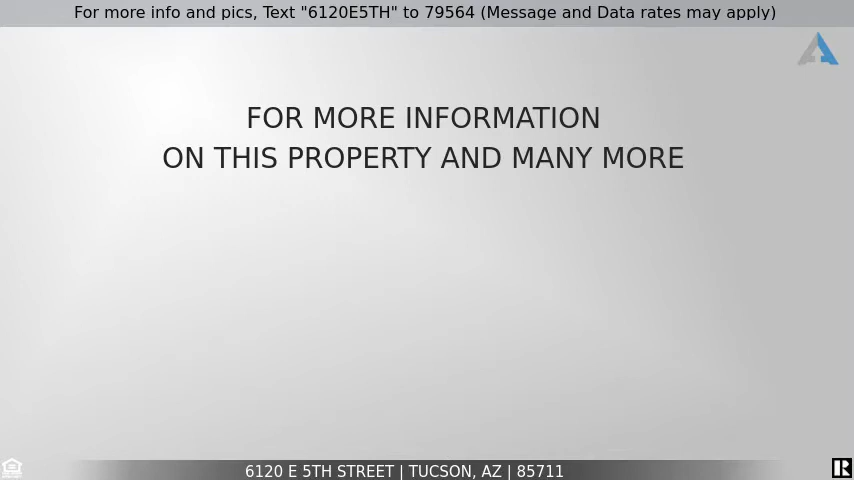 For more info and pics, Text "6120E5TH" to 79564 (Message and Data rates may apply)
FOR MORE INFORMATION
ON THIS PROPERTY AND MANY MORE
6120 E 5TH STREET | TUCSON, AZ | 85711